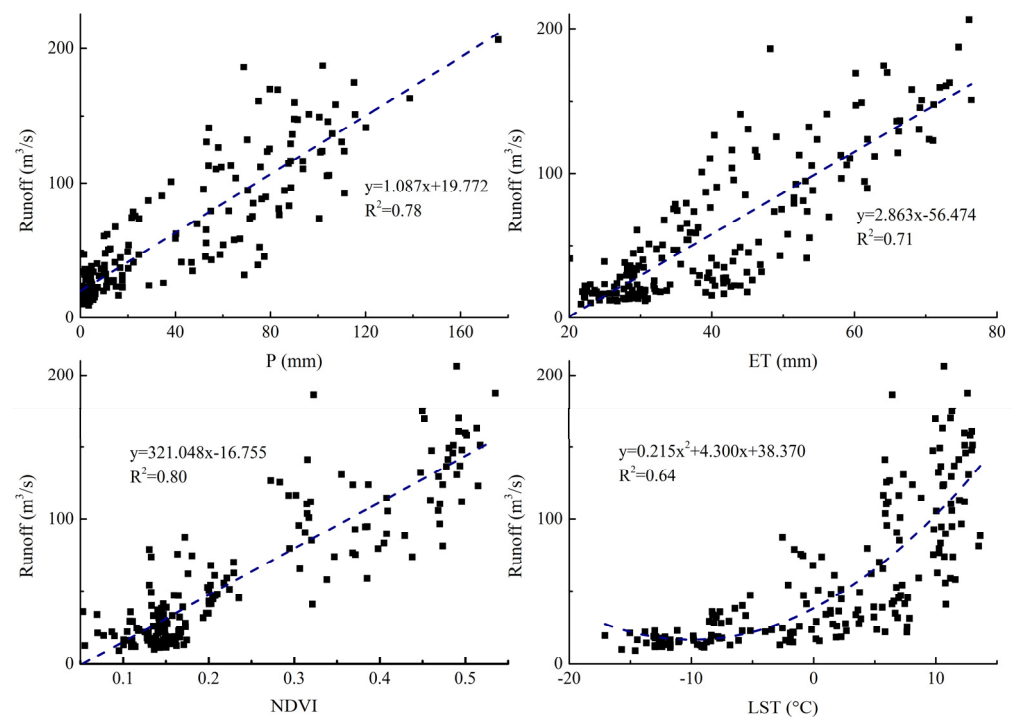 200
100
0
Runoff (m³/s)
y=1.087x+19.772
R²=0.78
0 40 80 120 160
P (mm)
200
100
0
Runoff (m³/s)
y=2.863x-56.474
R²=0.71
20 40 60 80
ET (mm)
200
100
0
Runoff (m³/s)
y=321.048x-16.755
R²=0.80
0.1 0.2 0.3 0.4 0.5
NDVI
200
100
0
Runoff (m³/s)
y=0.215x²+4.300x+38.370
R²=0.64
-20 -10 0 10
LST (°C)